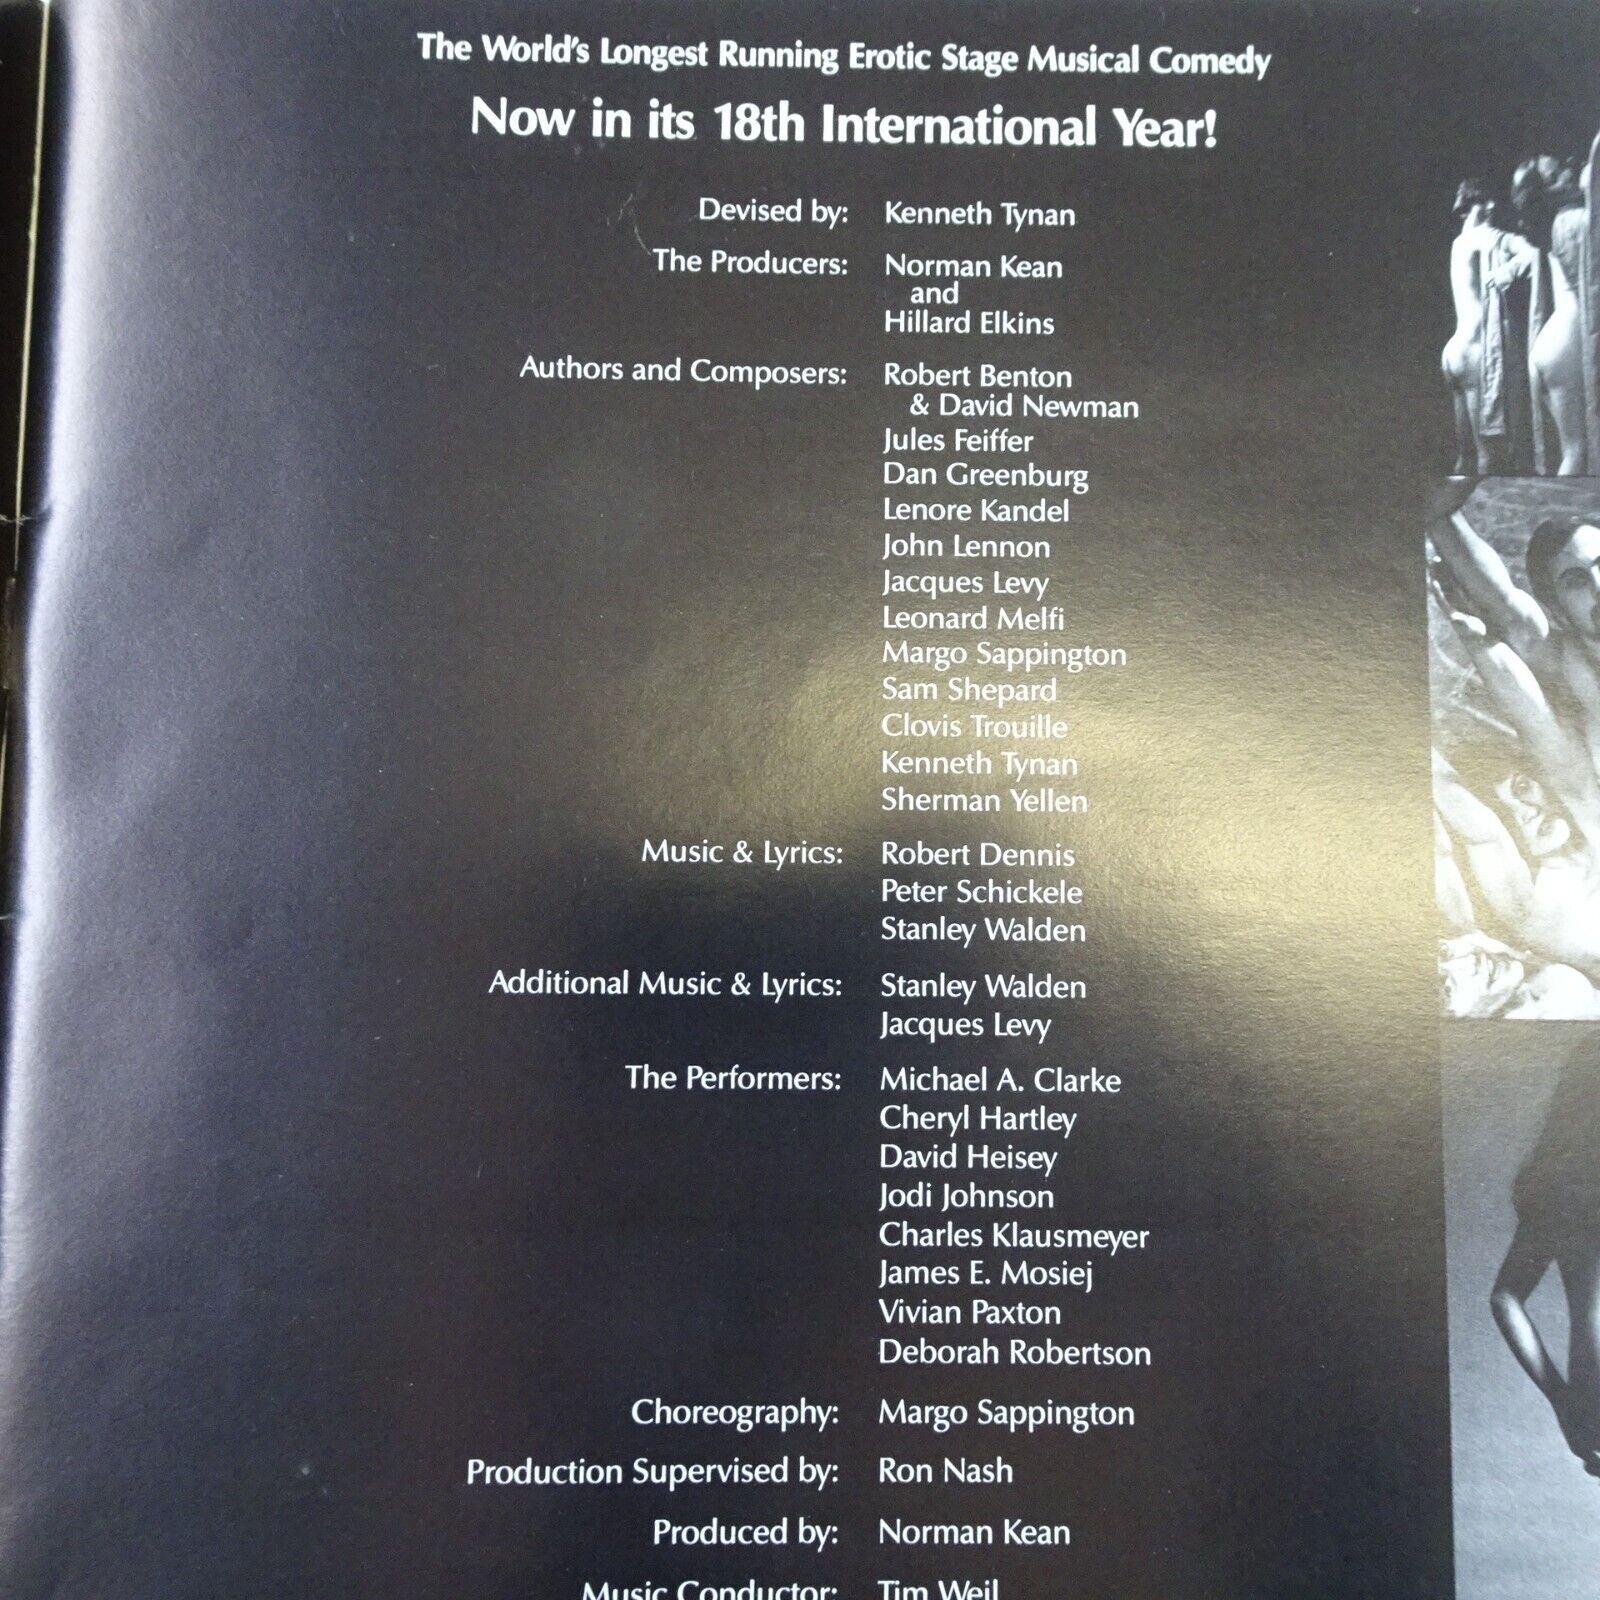 The World's Longest Running Erotic Stage Musical Comedy
Now in its 18th International Year!
Devised by: Kenneth Tynan
The Producers: Norman Kean
and
Hillard Elkins
Authors and Composers: Robert Benton
& David Newman
Jules Feiffer
Dan Greenburg
Lenore Kandel
John Lennon
Jacques Levy
Leonard Melfi
Margo Sappington
Sam Shepard
Clovis Trouille
Kenneth Tynan
Sherman Yellen
Music & Lyrics: Robert Dennis
Peter Schickele
Stanley Walden
Additional Music & Lyrics: Stanley Walden
Jacques Levy
The Performers: Michael A. Clarke
Cheryl Hartley
David Heisey
Jodi Johnson
Charles Klausmeyer
James E. Mosiej
Vivian Paxton
Deborah Robertson
Choreography: Margo Sappington
Production Supervised by: Ron Nash
Produced by: Norman Kean
Music Conductor: Tim Weil